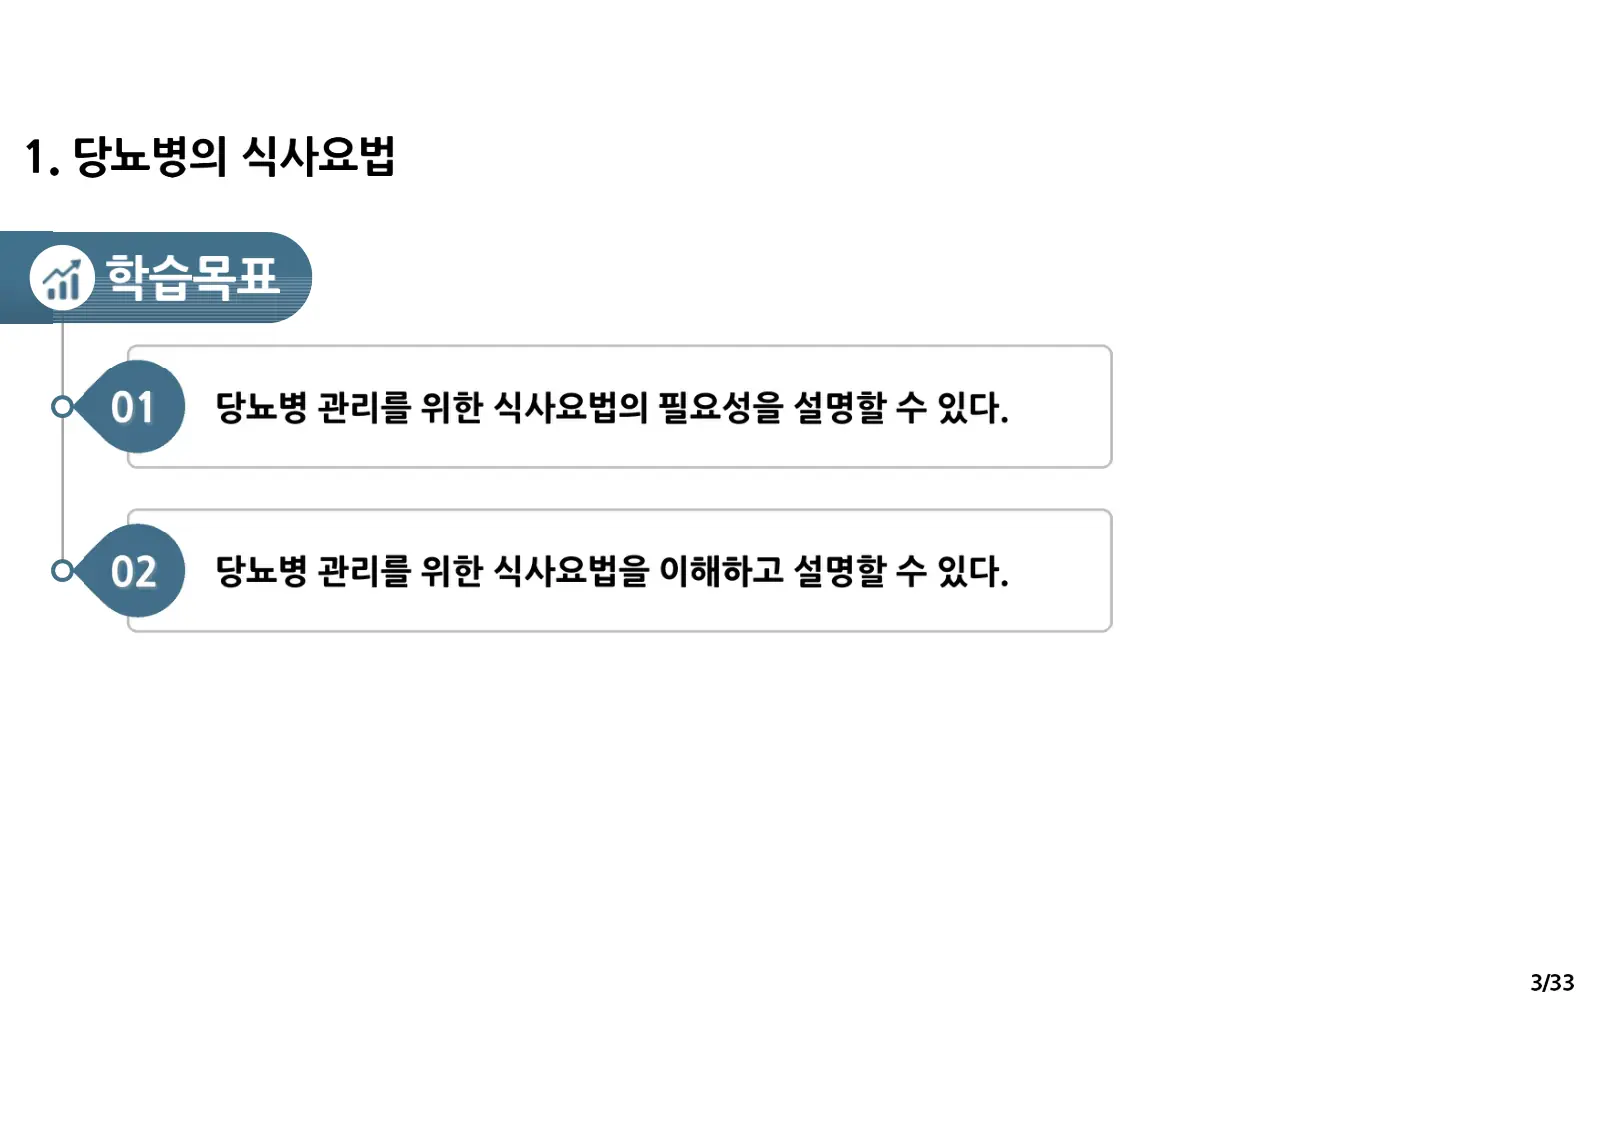 1. 당뇨병의 식사요법
학습목표
01 당뇨병 관리를 위한 식사요법의 필요성을 설명할 수 있다.
02 당뇨병 관리를 위한 식사요법을 이해하고 설명할 수 있다.
3/33